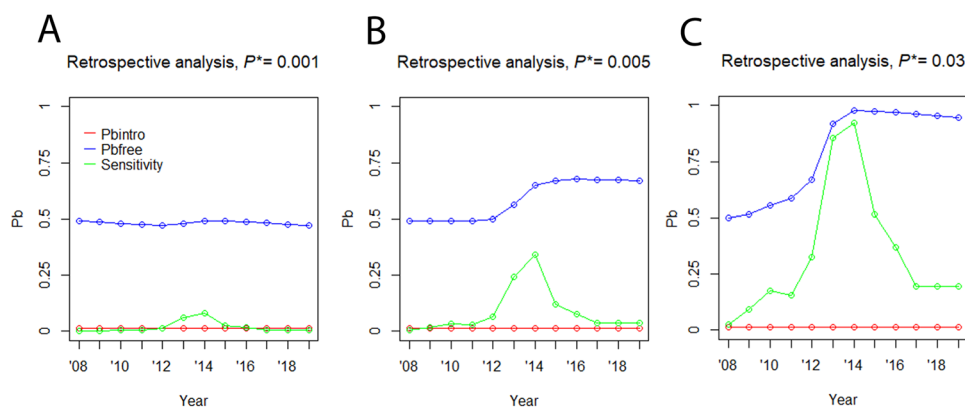 A
Retrospective analysis, P*= 0.001
Pb
1
0.75
0.5
0.25
0
Pbintro
Pbfree
Sensitivity
'08 '10 '12 '14 '16 '18
Year
B
Retrospective analysis, P*= 0.005
Pb
1
0.75
0.5
0.25
0
'08 '10 '12 '14 '16 '18
Year
C
Retrospective analysis, P*= 0.03
Pb
1
0.75
0.5
0.25
0
'08 '10 '12 '14 '16 '18
Year